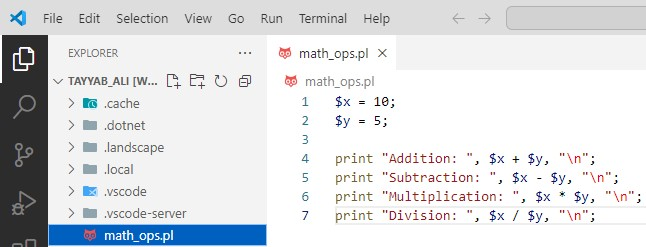 File Edit Selection View Go Run Terminal Help
EXPLORER
TAYYAB_ALI [W...
.cache
.dotnet
.landscape
.local
.vscode
.vscode-server
math_ops.pl
math_ops.pl
math_ops.pl
1 $x = 10;
2 $y = 5;
3
4 print "Addition: ", $x + $y, "\n";
5 print "Subtraction: ", $x - $y, "\n";
6 print "Multiplication: ", $x * $y, "\n";
7 print "Division: ", $x / $y, "\n";